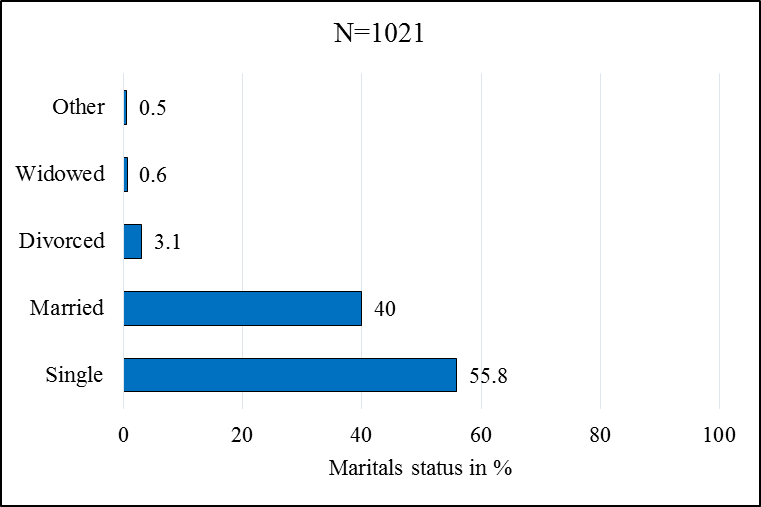 N=1021
Other 0.5
Widowed 0.6
Divorced 3.1
Married 40
Single 55.8
0 20 40 60 80 100
Maritals status in %